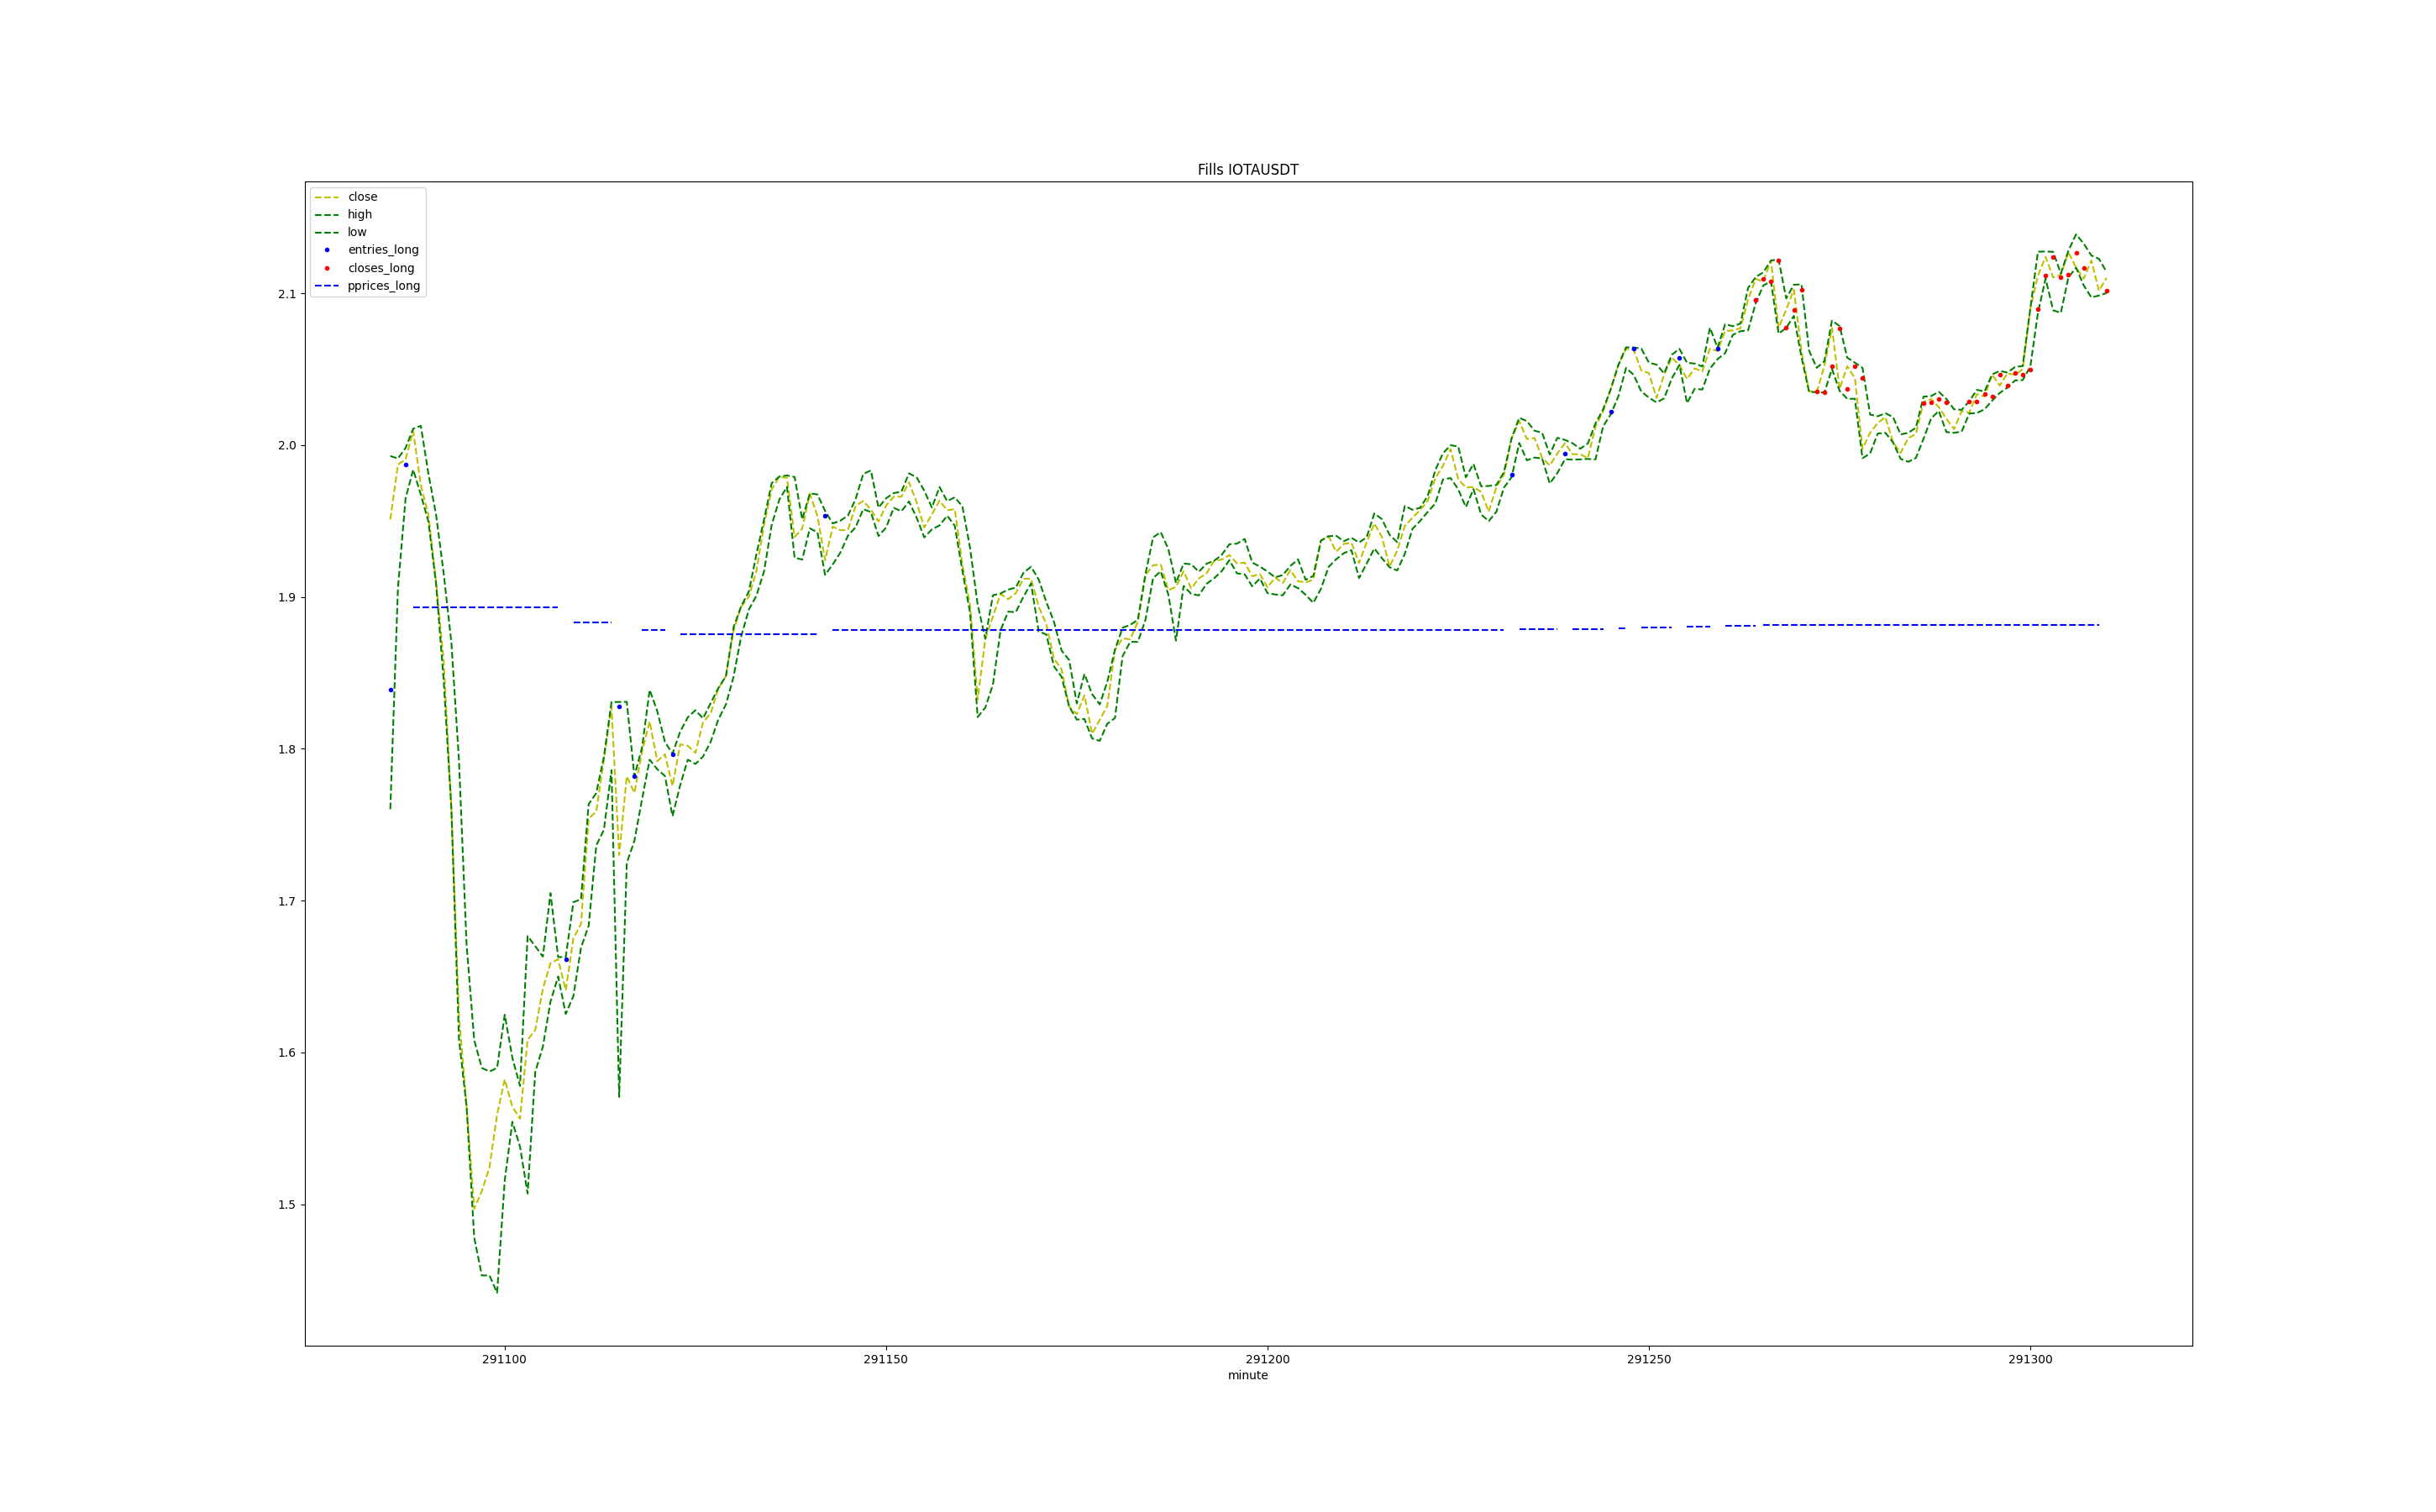 Fills IOTAUSDT
close
high
low
entries_long
closes_long
pprices_long
2.1
2.0
1.9
1.8
1.7
1.6
1.5
291100 291150 291200 291250 291300
minute